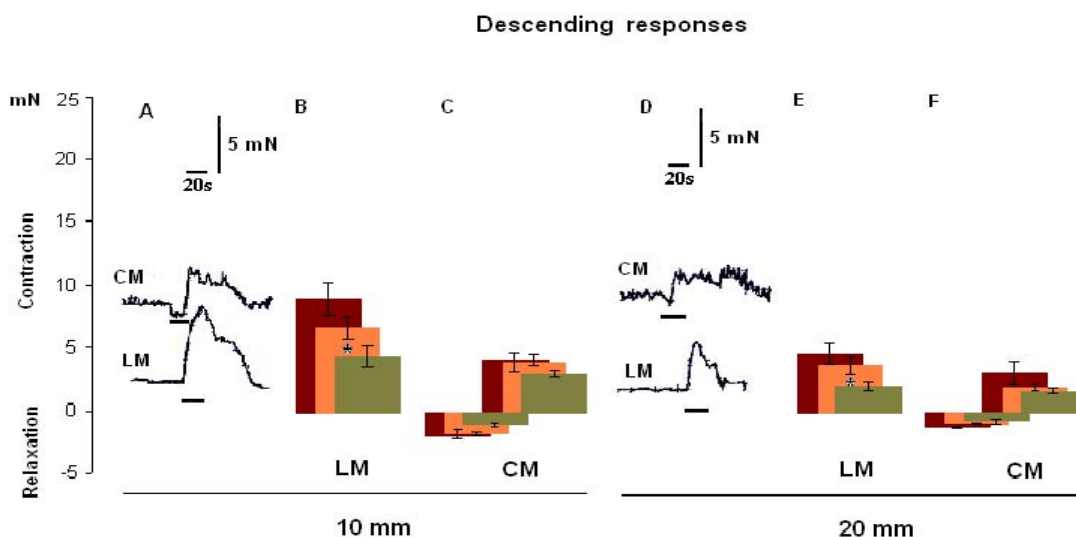 Descending responses
mN
25
20
15
10
5
0
-5
Contraction
Relaxation
A
5 mN
20s
CM
LM
B
C
LM
CM
10 mm
D
5 mN
20s
CM
LM
E
F
LM
CM
20 mm